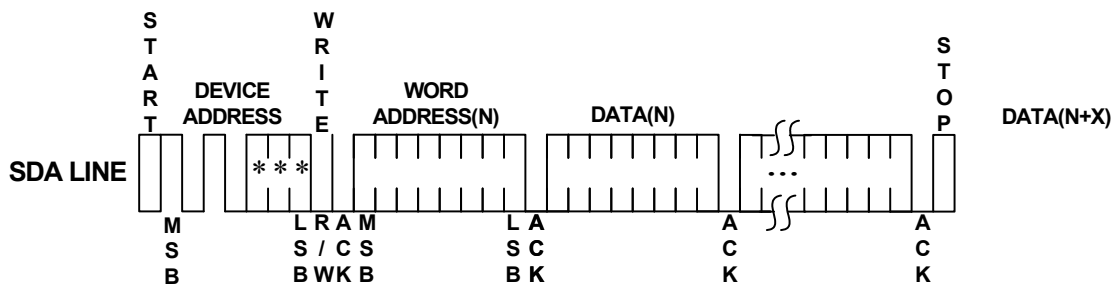 START
WRITE
STOP
DEVICE
ADDRESS
WORD
ADDRESS(N)
DATA(N)
DATA(N+X)
SDA LINE
* * *
...
MSB
LSB
R/W
ACK
MSB
LSB
ACK
ACK
ACK